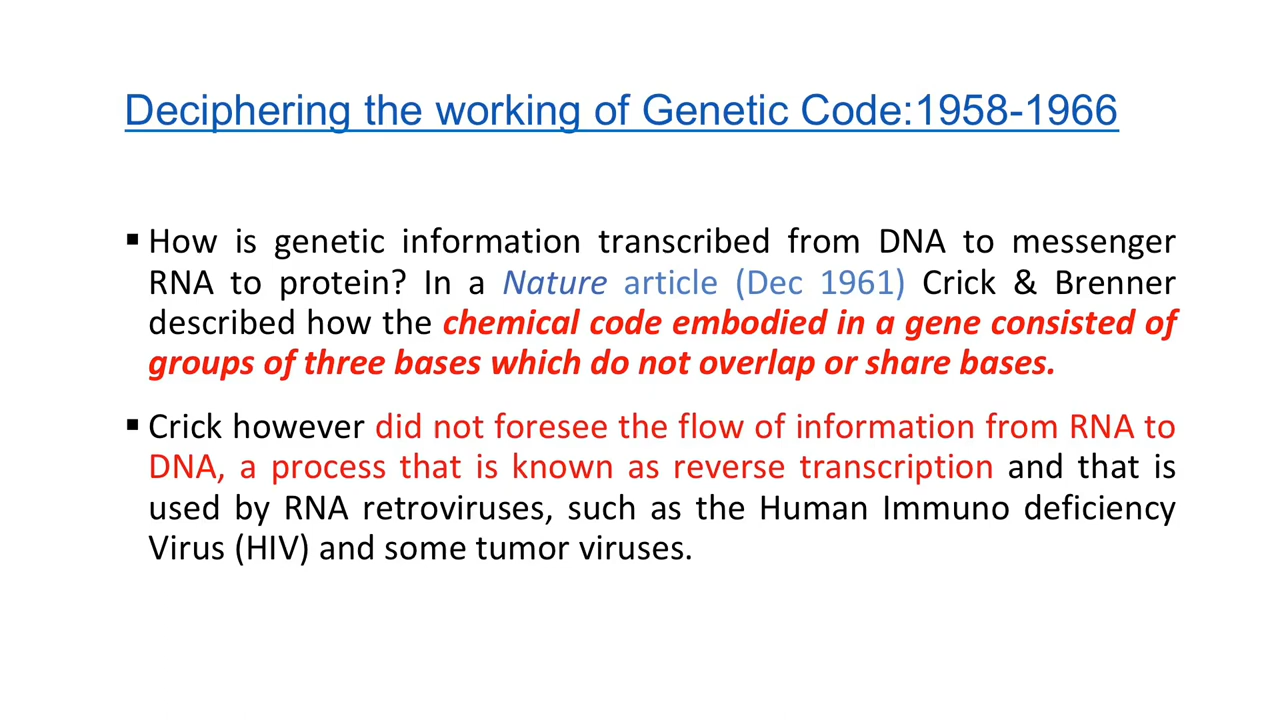 Deciphering the working of Genetic Code:1958-1966
▪ How is genetic information transcribed from DNA to messenger
RNA to protein? In a Nature article (Dec 1961) Crick & Brenner
described how the chemical code embodied in a gene consisted of
groups of three bases which do not overlap or share bases.
▪ Crick however did not foresee the flow of information from RNA to
DNA, a process that is known as reverse transcription and that is
used by RNA retroviruses, such as the Human Immuno deficiency
Virus (HIV) and some tumor viruses.